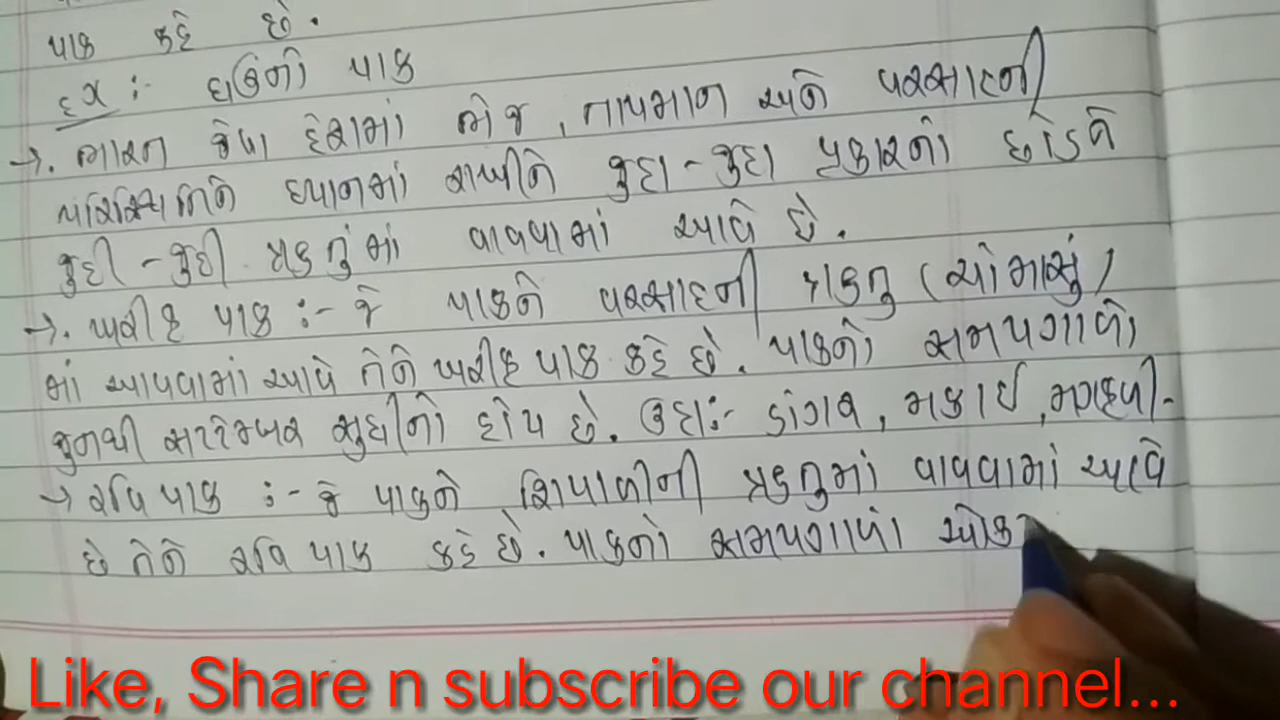 પાક કહે છે.
દા :- ઘઉંનો પાક
→. ભારત જેવા દેશમાં ભેજ, તાપમાન અને વરસાદની
પરિસ્થિતિને ધ્યાનમાં રાખીને જુદા-જુદા પ્રકારનો છોડને
જુદી-જુદી ઋતુંમાં વાવવામાં આવે છે.
→. ખરીફ પાક :- જે પાકને વરસાદની ઋતુ (ચોમાસું)
માં વાવવામાં આવે તેને ખરીફ પાક કહે છે. પાકનો સમયગાળો
જુનથી સપ્ટેમ્બર સુધીનો હોય છે. ઉદા:- ડાંગર, મકાઈ, મગફળી.
→ રવિ પાક :- જે પાકને શિયાળાની ઋતુમાં વાવવામાં આવે
છે તેને રવિ પાક કહે છે. પાકનો સમયગાળો
Like, Share n subscribe our channel...